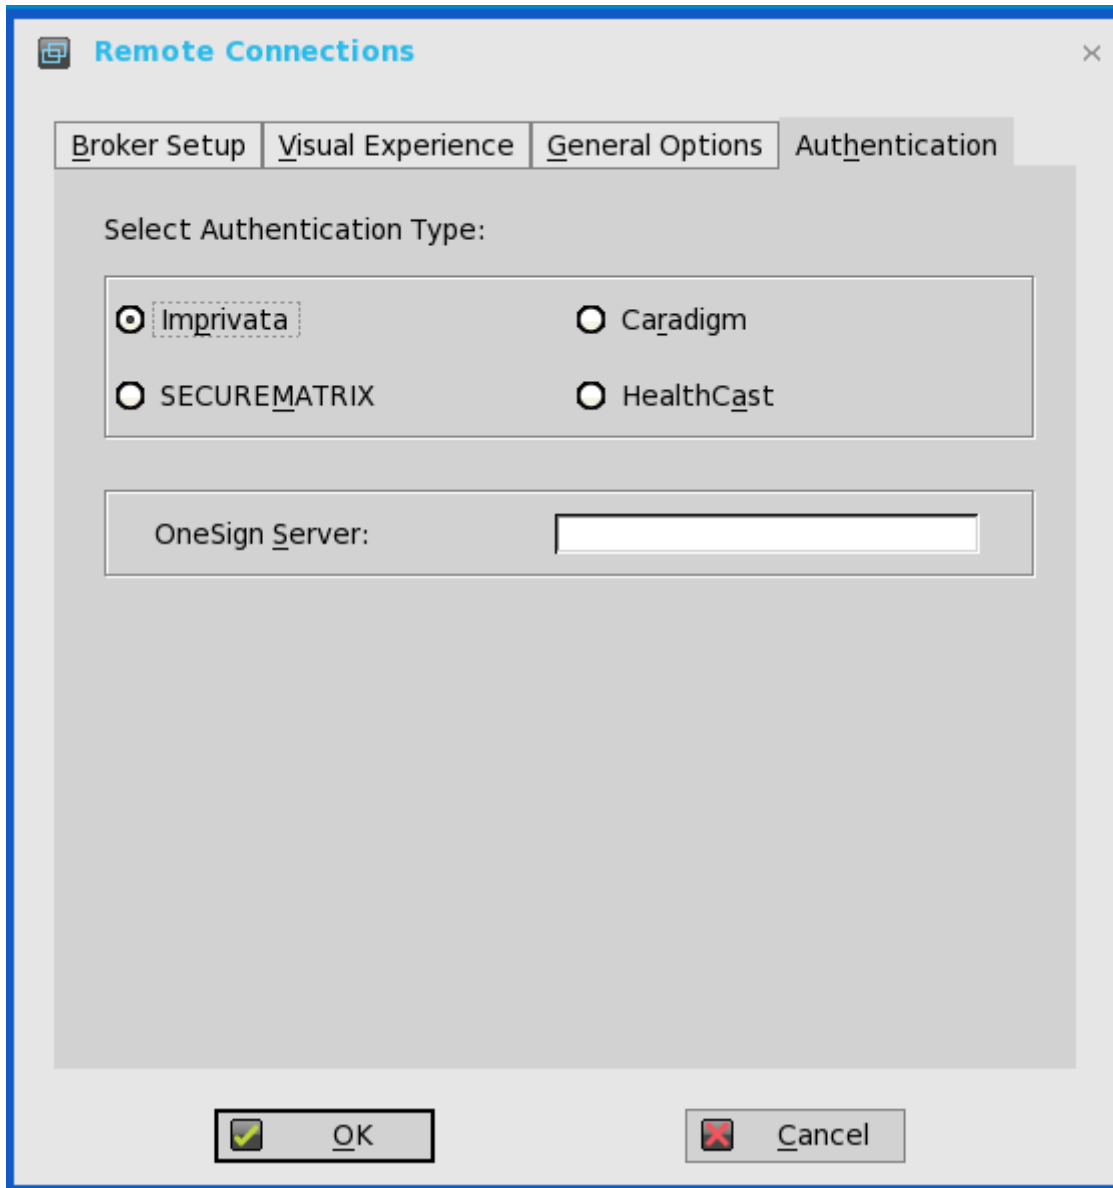 Remote Connections
Broker Setup Visual Experience General Options Authentication
Select Authentication Type:
Imprivata Caradigm
SECUREMATRIX HealthCast
OneSign Server:
OK Cancel